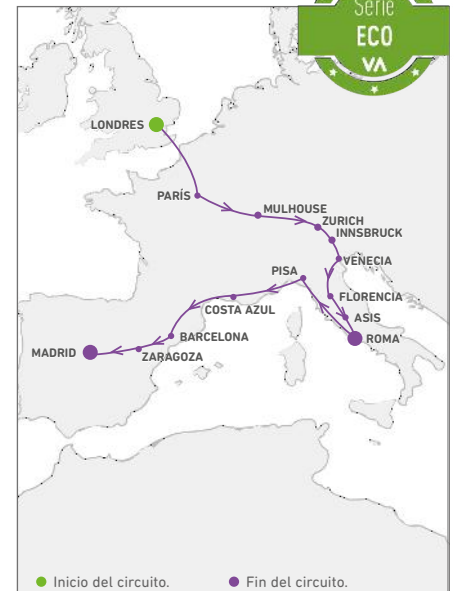 Serie
ECO
VA
LONDRES
PARÍS
MULHOUSE
ZURICH
INNSBRUCK
VENECIA
PISA
FLORENCIA
COSTA AZUL
ASIS
BARCELONA
ROMA
MADRID
ZARAGOZA
Inicio del circuito.
Fin del circuito.